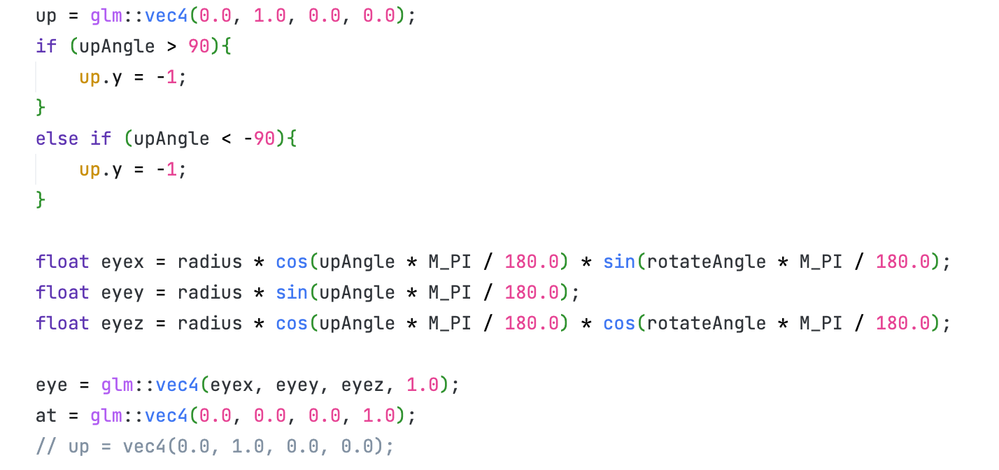 up = glm::vec4(0.0, 1.0, 0.0, 0.0);
if (upAngle > 90){
    up.y = -1;
}
else if (upAngle < -90){
    up.y = -1;
}

float eyex = radius * cos(upAngle * M_PI / 180.0) * sin(rotateAngle * M_PI / 180.0);
float eyey = radius * sin(upAngle * M_PI / 180.0);
float eyez = radius * cos(upAngle * M_PI / 180.0) * cos(rotateAngle * M_PI / 180.0);

eye = glm::vec4(eyex, eyey, eyez, 1.0);
at = glm::vec4(0.0, 0.0, 0.0, 1.0);
// up = vec4(0.0, 1.0, 0.0, 0.0);